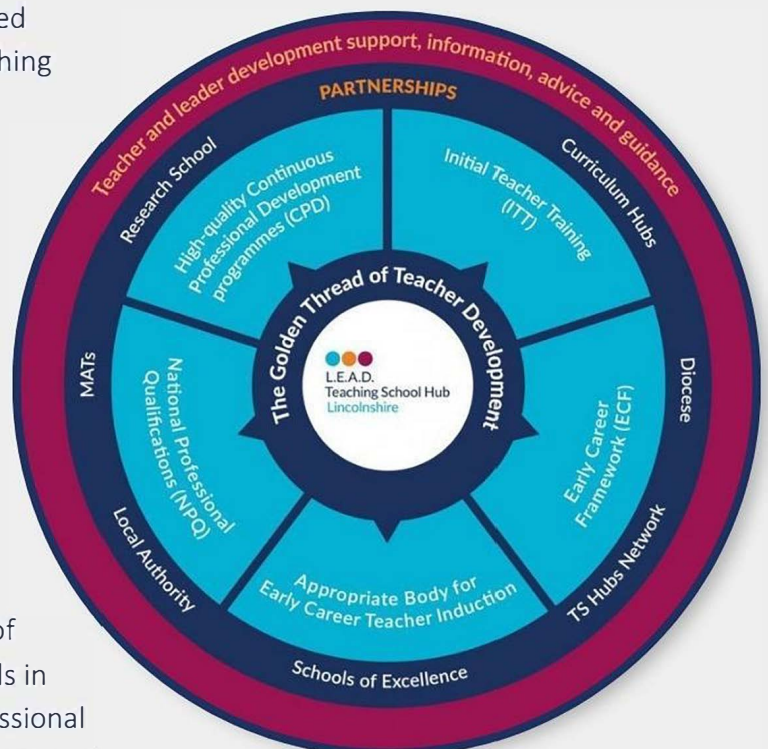 ed
hing
Teacher and leader development support, information, advice and guidance
PARTNERSHIPS
Research School
Curriculum Hubs
MATs
Diocese
Local Authority
TS Hubs Network
Schools of Excellence
High-quality Continuous
Professional Development
programmes (CPD)
Initial Teacher Training
(ITT)
National Professional
Qualifications (NPQ)
Early Career
Framework (ECF)
Appropriate Body for
Early Career Teacher Induction
The Golden Thread of Teacher Development
L.E.A.D.
Teaching School Hub
Lincolnshire
of
ls in
ssional